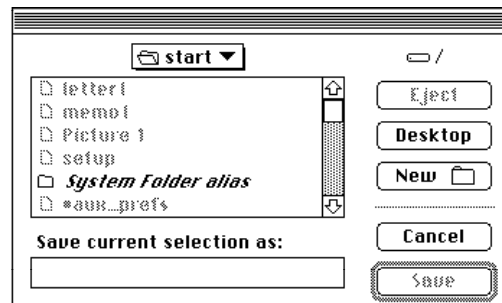 start
/
letter1
memo1
Picture 1
setup
System Folder alias
•aux_prefs
Eject
Desktop
New
Cancel
Save current selection as:
Save